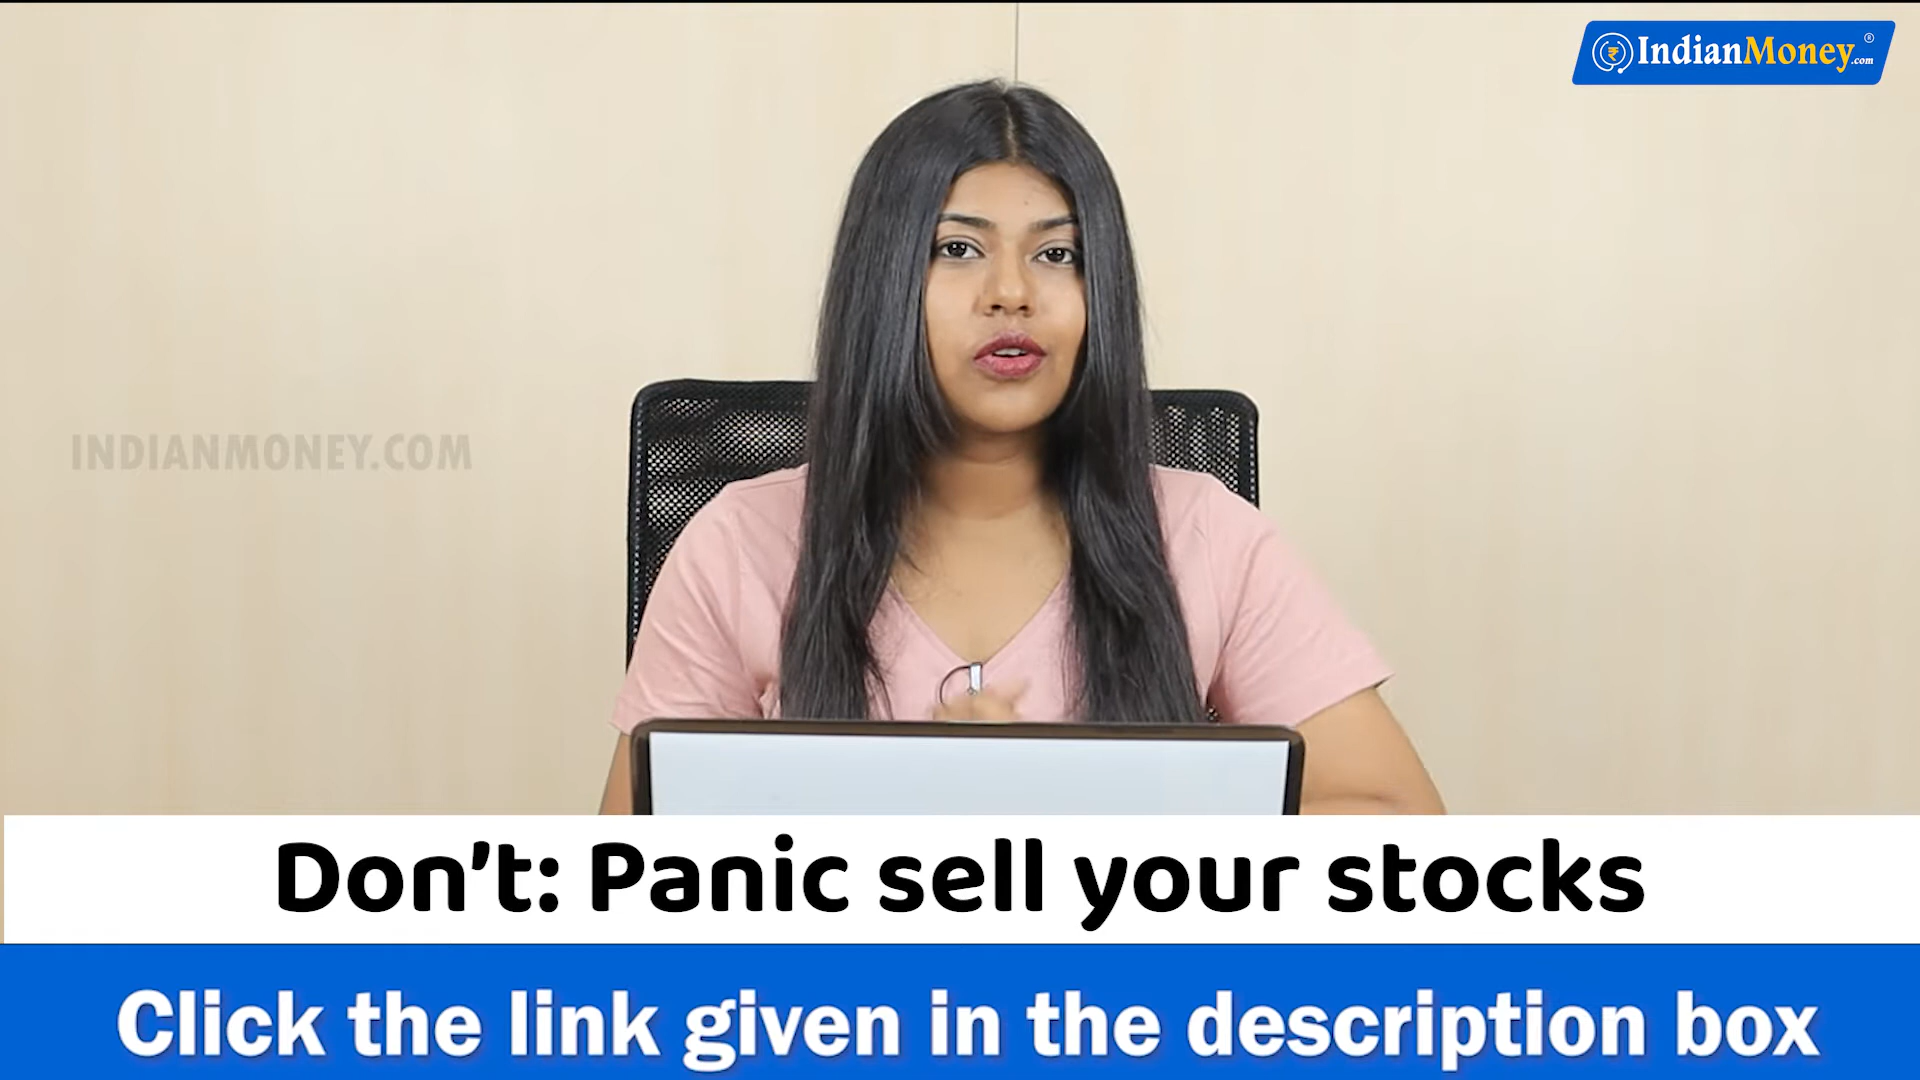 IndianMoney.com
INDIANMONEY.COM
Don’t: Panic sell your stocks
Click the link given in the description box